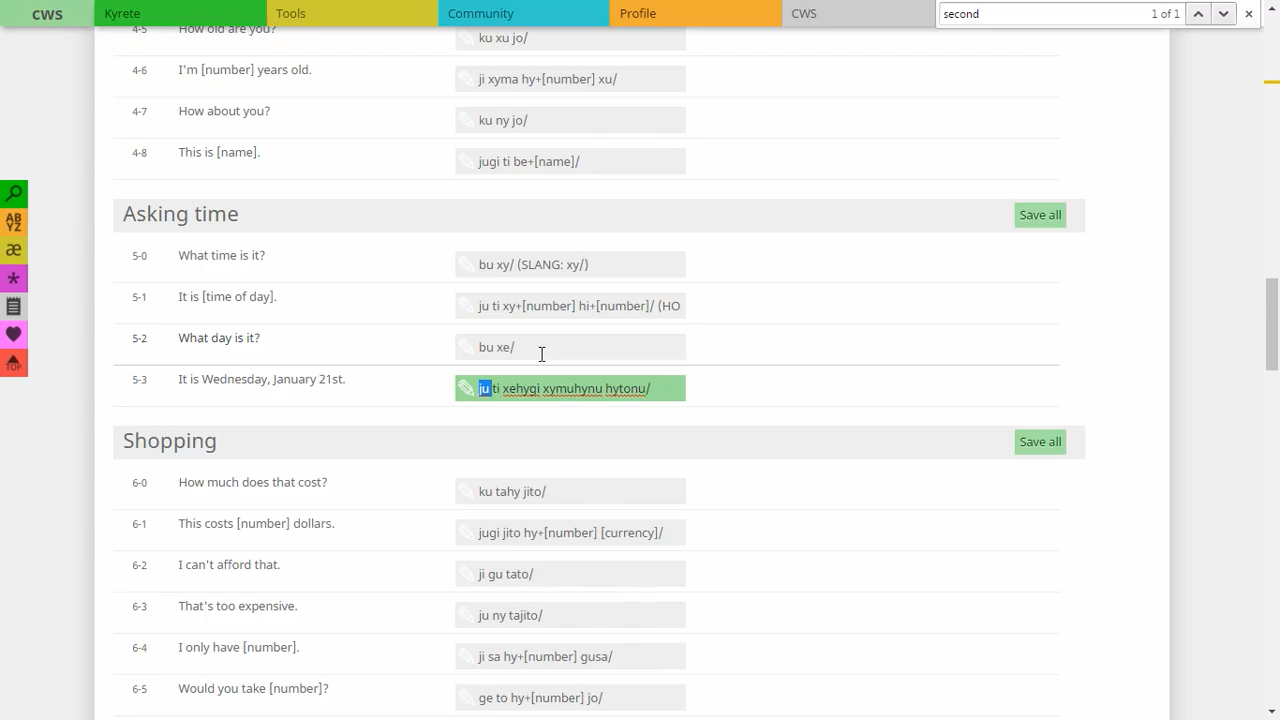 CWS Kyrete Tools Community Profile CWS second 1 of 1
4-5 How old are you? ku xu jo/
4-6 I'm [number] years old. ji xyma hy+[number] xu/
4-7 How about you? ku ny jo/
4-8 This is [name]. jugi ti be+[name]/
Asking time Save all
5-0 What time is it? bu xy/ (SLANG: xy/)
5-1 It is [time of day]. ju ti xy+[number] hi+[number]/ (HO
5-2 What day is it? bu xe/
5-3 It is Wednesday, January 21st. ju ti xehygi xymuhynu hytonu/
Shopping Save all
6-0 How much does that cost? ku tahy jito/
6-1 This costs [number] dollars. jugi jito hy+[number] [currency]/
6-2 I can't afford that. ji gu tato/
6-3 That's too expensive. ju ny tajito/
6-4 I only have [number]. ji sa hy+[number] gusa/
6-5 Would you take [number]? ge to hy+[number] jo/
AB
YZ
æ
*
TOP